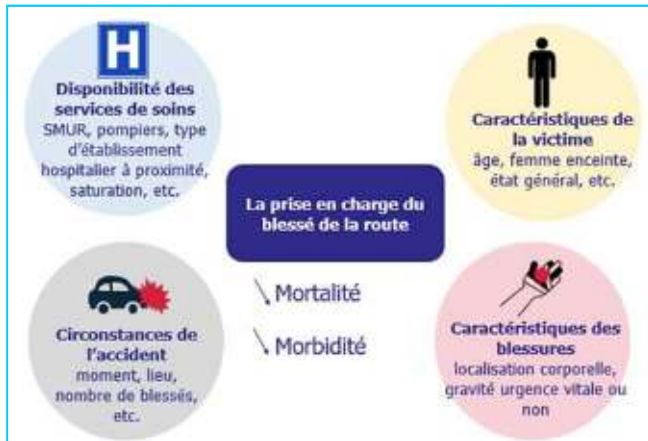 H
Disponibilité des
services de soins
SMUR, pompiers, type
d'établissement
hospitalier à proximité,
saturation, etc.
Caractéristiques de
la victime
âge, femme enceinte,
état général, etc.
La prise en charge du
blessé de la route
Mortalité
Morbidité
Circonstances de
l'accident
moment, lieu,
nombre de blessés,
etc.
Caractéristiques des
blessures
localisation corporelle,
gravité urgence vitale ou
non